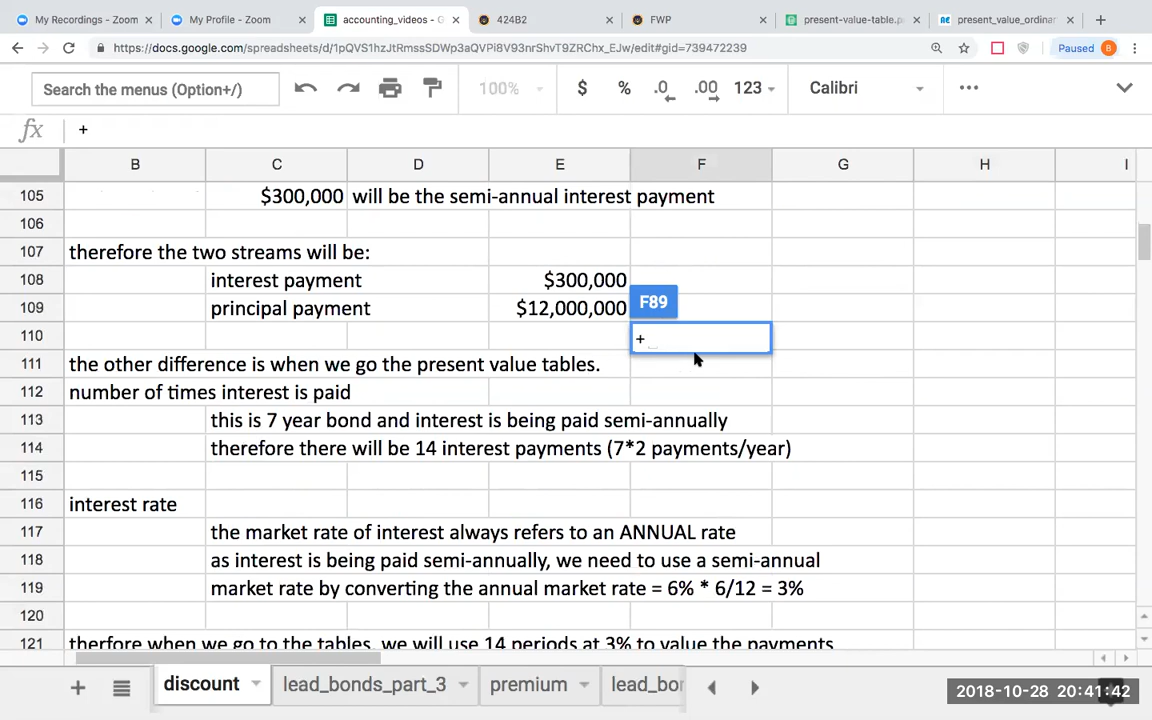 My Recordings - Zoom
My Profile - Zoom
accounting_videos - G
424B2
FWP
present-value-table.p
present_value_ordinar
https://docs.google.com/spreadsheets/d/1pQVS1hzJtRmssSDWp3aQVPi8V93nrShvT9ZRChx_EJw/edit#gid=739472239
Paused B
Search the menus (Option+/)
100% $ % .0 .00 123 Calibri
fx +
B C D E F G H I
105 $300,000 will be the semi-annual interest payment
106
107 therefore the two streams will be:
108 interest payment $300,000
109 principal payment $12,000,000
F89
110 +
111 the other difference is when we go the present value tables.
112 number of times interest is paid
113 this is 7 year bond and interest is being paid semi-annually
114 therefore there will be 14 interest payments (7*2 payments/year)
115
116 interest rate
117 the market rate of interest always refers to an ANNUAL rate
118 as interest is being paid semi-annually, we need to use a semi-annual
119 market rate by converting the annual market rate = 6% * 6/12 = 3%
120
121 therfore when we go to the tables, we will use 14 periods at 3% to value the payments
discount lead_bonds_part_3 premium lead_bor
2018-10-28 20:41:42